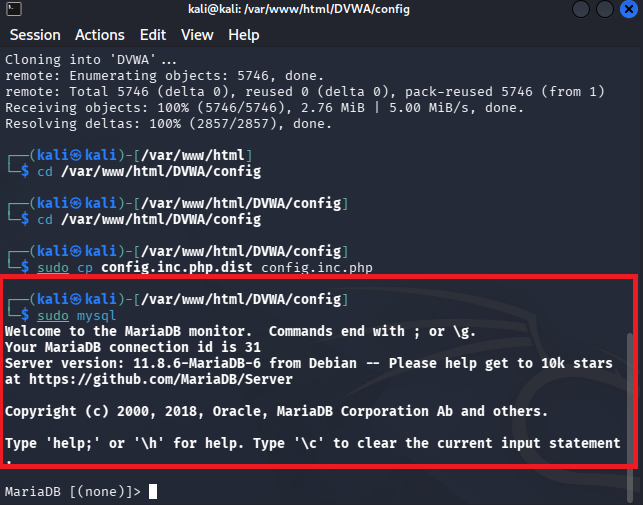 kali@kali: /var/www/html/DVWA/config
Session Actions Edit View Help
Cloning into 'DVWA'...
remote: Enumerating objects: 5746, done.
remote: Total 5746 (delta 0), reused 0 (delta 0), pack-reused 5746 (from 1)
Receiving objects: 100% (5746/5746), 2.76 MiB | 5.00 MiB/s, done.
Resolving deltas: 100% (2857/2857), done.
┌──(kali㉿kali)-[/var/www/html]
└─$ cd /var/www/html/DVWA/config
┌──(kali㉿kali)-[/var/www/html/DVWA/config]
└─$ cd /var/www/html/DVWA/config
┌──(kali㉿kali)-[/var/www/html/DVWA/config]
└─$ sudo cp config.inc.php.dist config.inc.php
┌──(kali㉿kali)-[/var/www/html/DVWA/config]
└─$ sudo mysql
Welcome to the MariaDB monitor.  Commands end with ; or \g.
Your MariaDB connection id is 31
Server version: 11.8.6-MariaDB-6 from Debian -- Please help get to 10k stars
at https://github.com/MariaDB/Server
Copyright (c) 2000, 2018, Oracle, MariaDB Corporation Ab and others.
Type 'help;' or '\h' for help. Type '\c' to clear the current input statement
.
MariaDB [(none)]>